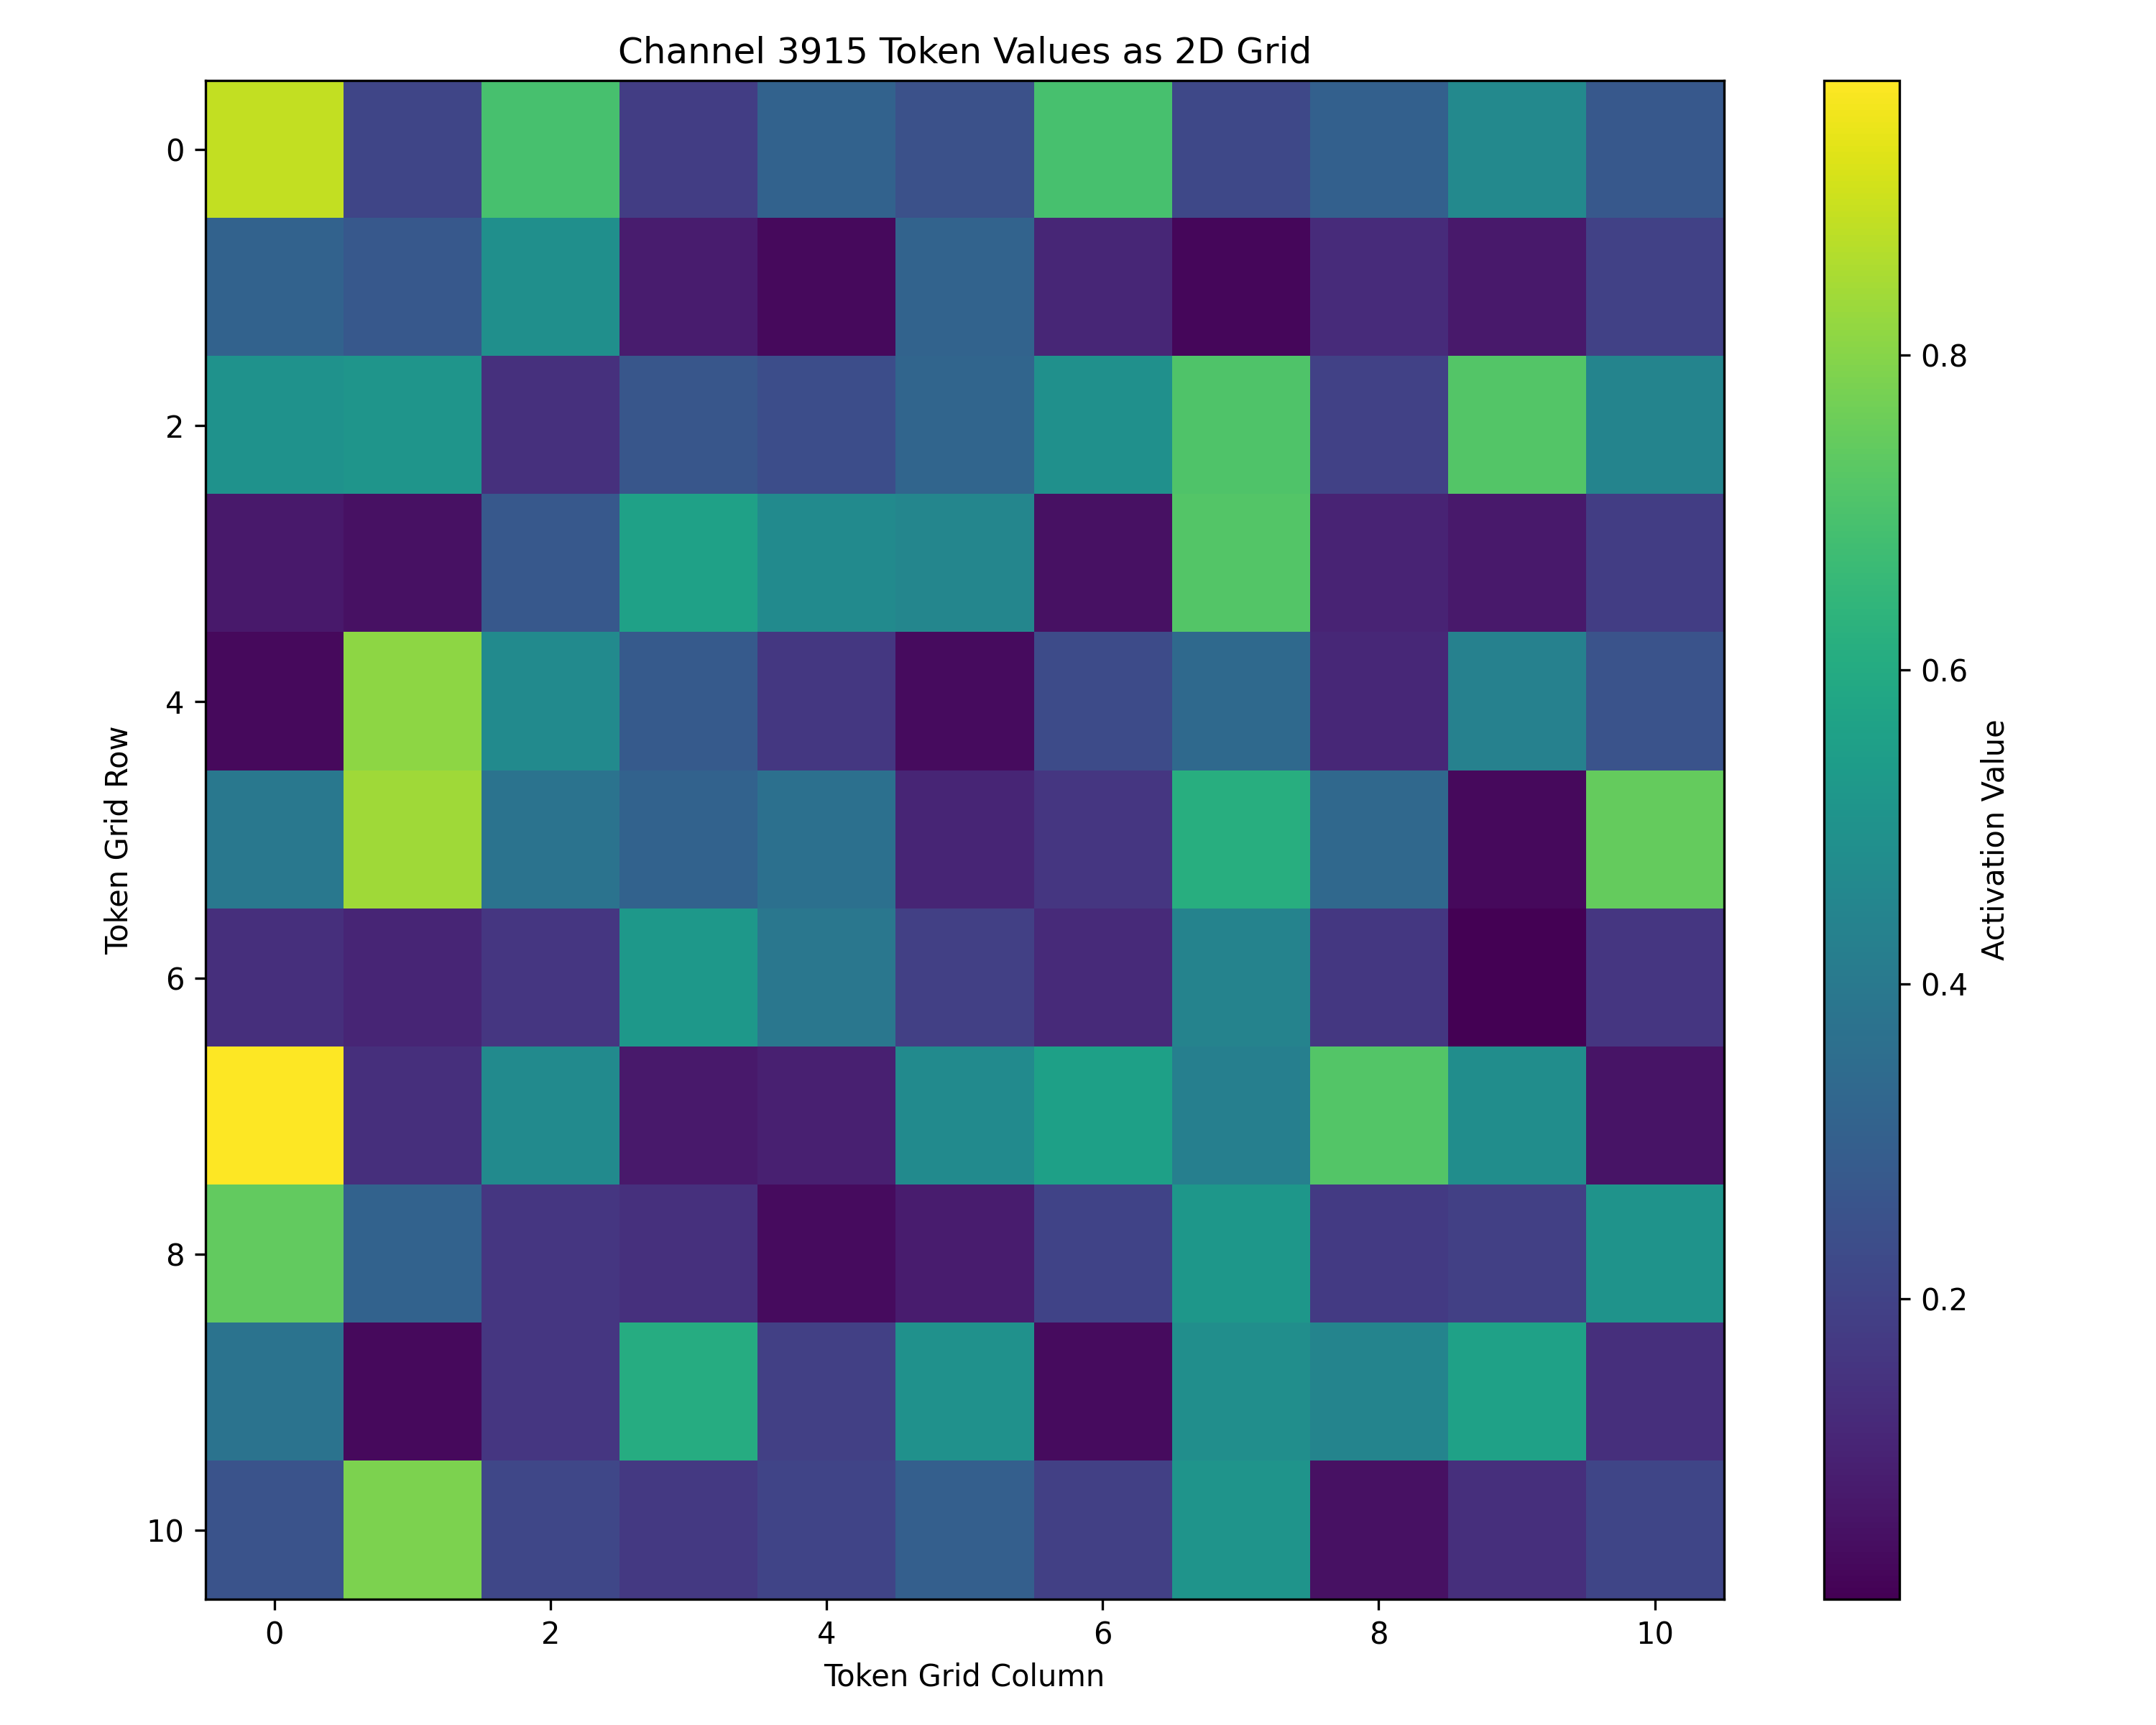 Channel 3915 Token Values as 2D Grid
0
2
4
6
8
10
Token Grid Row
0 2 4 6 8 10
Token Grid Column
0.8
0.6
0.4
0.2
Activation Value